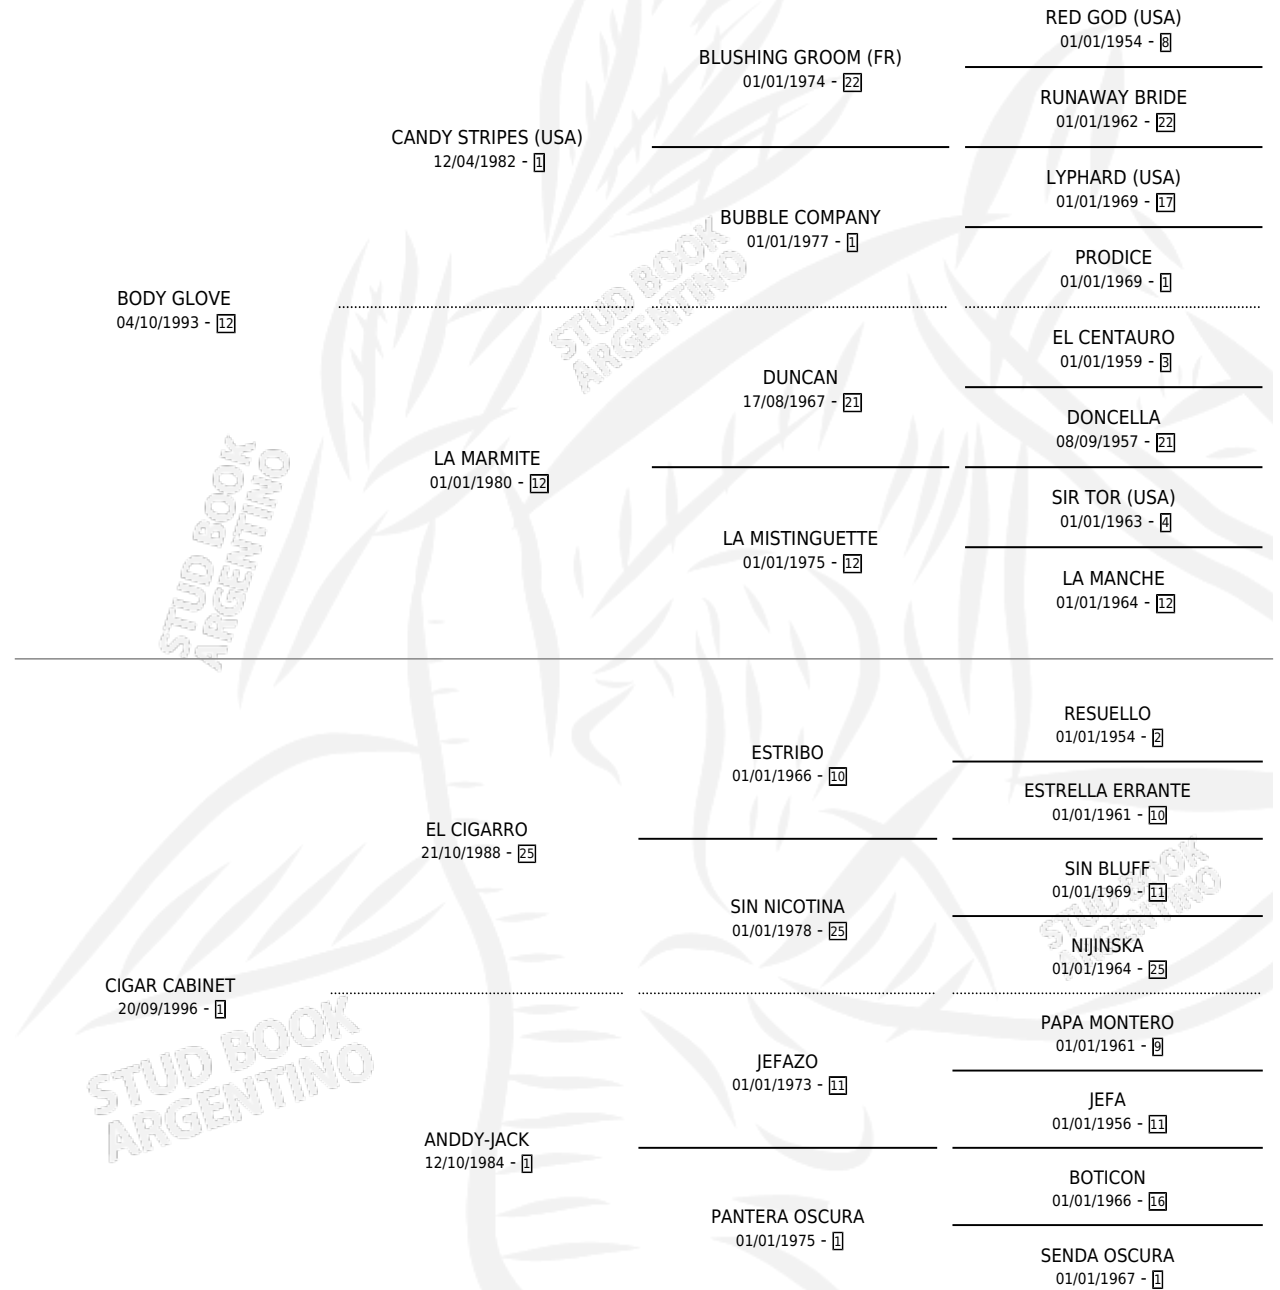 RED GOD (USA)
01/01/1954 - 8
BLUSHING GROOM (FR)
01/01/1974 - 22
RUNAWAY BRIDE
01/01/1962 - 22
CANDY STRIPES (USA)
12/04/1982 - 1
LYPHARD (USA)
01/01/1969 - 17
BUBBLE COMPANY
01/01/1977 - 1
PRODICE
01/01/1969 - 1
BODY GLOVE
04/10/1993 - 12
STUD BOOK
ARGENTINO
EL CENTAURO
01/01/1959 - 3
DUNCAN
17/08/1967 - 21
DONCELLA
08/09/1957 - 21
LA MARMITE
01/01/1980 - 12
SIR TOR (USA)
01/01/1963 - 4
LA MISTINGUETTE
01/01/1975 - 12
LA MANCHE
01/01/1964 - 12
STUD BOOK
ARGENTINO
RESUELLO
01/01/1954 - 2
ESTRIBO
01/01/1966 - 10
ESTRELLA ERRANTE
01/01/1961 - 10
EL CIGARRO
21/10/1988 - 25
SIN BLUFF
01/01/1969 - 11
SIN NICOTINA
01/01/1978 - 25
STUD BOOK
ARGENTINO
NIJINSKA
01/01/1964 - 25
CIGAR CABINET
20/09/1996 - 1
STUD BOOK
ARGENTINO
PAPA MONTERO
01/01/1961 - 9
JEFAZO
01/01/1973 - 11
JEFA
01/01/1956 - 11
ANDDY-JACK
12/10/1984 - 1
BOTICON
01/01/1966 - 16
PANTERA OSCURA
01/01/1975 - 1
SENDA OSCURA
01/01/1967 - 1